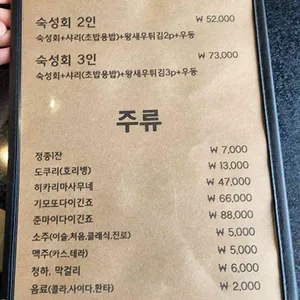 숙성회 2인 ₩ 52,000
숙성회+샤리(초밥용밥)+왕새우튀김2p+우동
숙성회 3인 ₩ 73,000
숙성회+샤리(초밥용밥)+왕새우튀김3p+우동
주류
정종1잔 ₩ 7,000
도쿠리(호리병) ₩ 13,000
히카리마사무네 ₩ 47,000
기모또다이긴죠 ₩ 66,000
준마이다이긴죠 ₩ 88,000
소주(이슬,처음,클래식,진로) ₩ 5,000
맥주(카스,테라) ₩ 5,000
청하, 막걸리 ₩ 6,000
음료(콜라,사이다,환타) ₩ 2,000